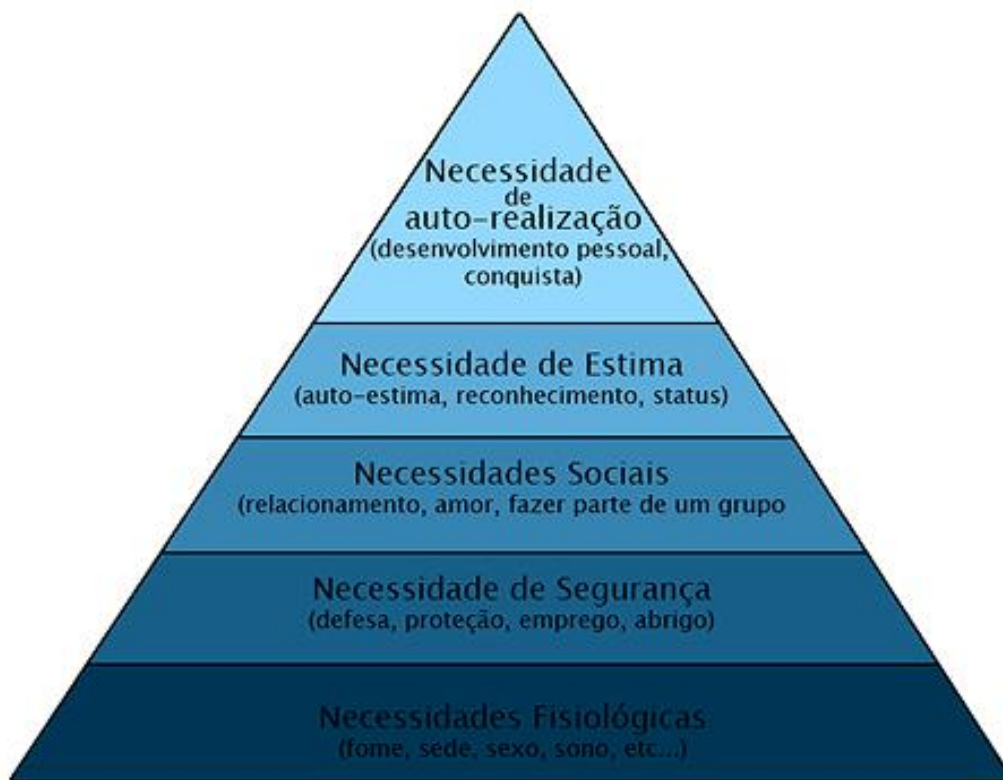 Necessidade
de
auto-realização
(desenvolvimento pessoal,
conquista)
Necessidade de Estima
(auto-estima, reconhecimento, status)
Necessidades Sociais
(relacionamento, amor, fazer parte de um grupo
Necessidade de Segurança
(defesa, proteção, emprego, abrigo)
Necessidades Fisiológicas
(fome, sede, sexo, sono, etc...)